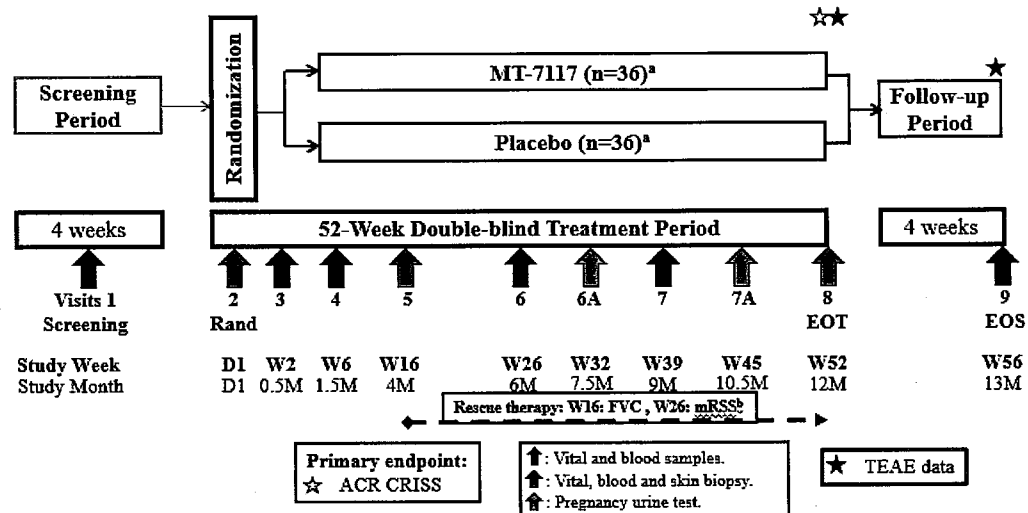 Screening
Period
Randomization
MT-7117 (n=36)ᵃ
Placebo (n=36)ᵃ
Follow-up
Period
4 weeks
52-Week Double-blind Treatment Period
4 weeks
Visits 1 2 3 4 5 6 6A 7 7A 8 9
Screening Rand EOT EOS
Study Week D1 W2 W6 W16 W26 W32 W39 W45 W52 W56
Study Month D1 0.5M 1.5M 4M 6M 7.5M 9M 10.5M 12M 13M
Rescue therapy: W16: FVC , W26: mRSSᵇ
Primary endpoint:
☆ ACR CRISS
: Vital and blood samples.
: Vital, blood and skin biopsy.
: Pregnancy urine test.
★ TEAE data